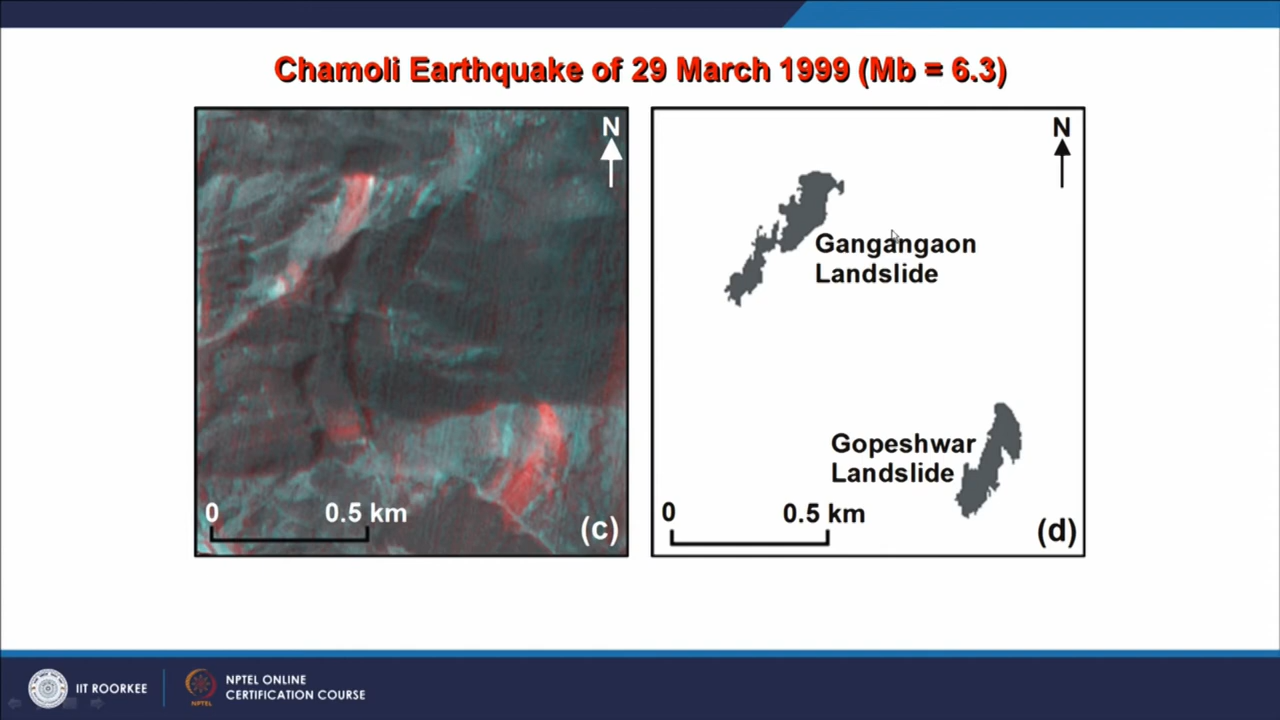 Chamoli Earthquake of 29 March 1999 (Mb = 6.3)
N
0
0.5 km
(c)
N
Gangangaon
Landslide
Gopeshwar
Landslide
0
0.5 km
(d)
IIT ROORKEE
NPTEL
NPTEL ONLINE
CERTIFICATION COURSE